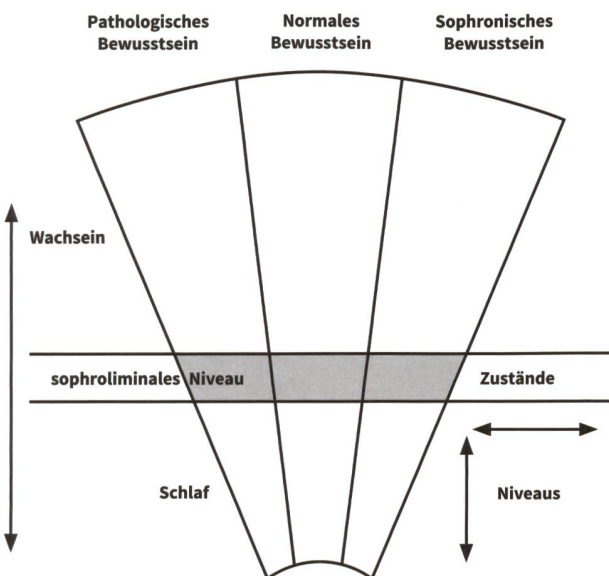 Pathologisches
Bewusstsein
Normales
Bewusstsein
Sophronisches
Bewusstsein
Wachsein
sophroliminales Niveau
Zustände
Schlaf
Niveaus